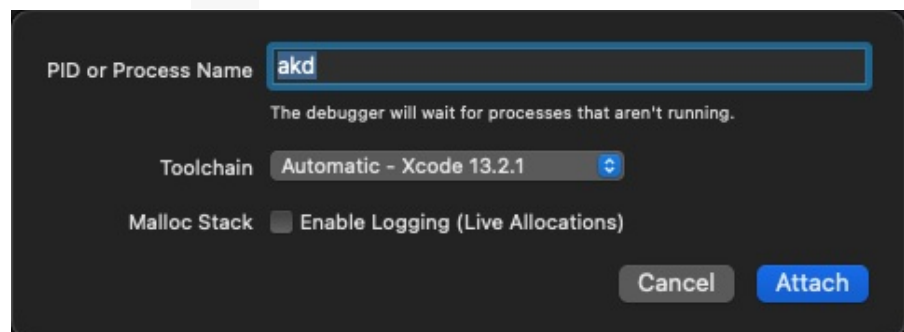 PID or Process Name akd
The debugger will wait for processes that aren't running.
Toolchain Automatic – Xcode 13.2.1
Malloc Stack Enable Logging (Live Allocations)
Cancel Attach